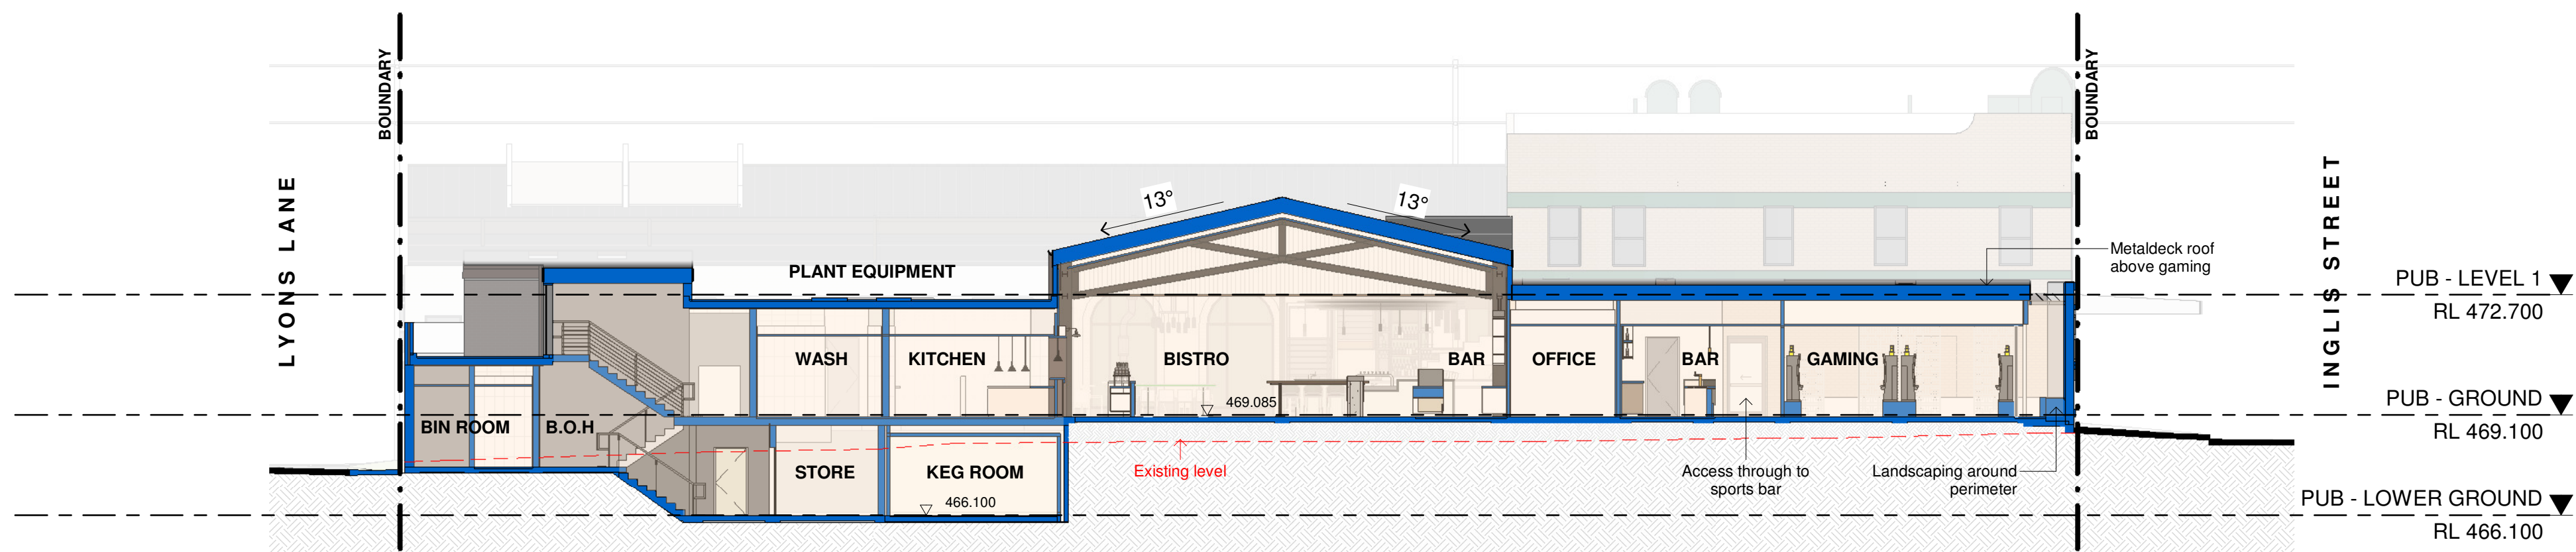 BOUNDARY
BOUNDARY
LYONS LANE
INGLIS STREET
13°
13°
PLANT EQUIPMENT
Metaldeck roof
above gaming
PUB - LEVEL 1
RL 472.700
WASH
KITCHEN
BISTRO
BAR
OFFICE
BAR
GAMING
469.085
PUB - GROUND
RL 469.100
BIN ROOM
B.O.H
STORE
KEG ROOM
Existing level
Access through to
sports bar
Landscaping around
perimeter
466.100
PUB - LOWER GROUND
RL 466.100